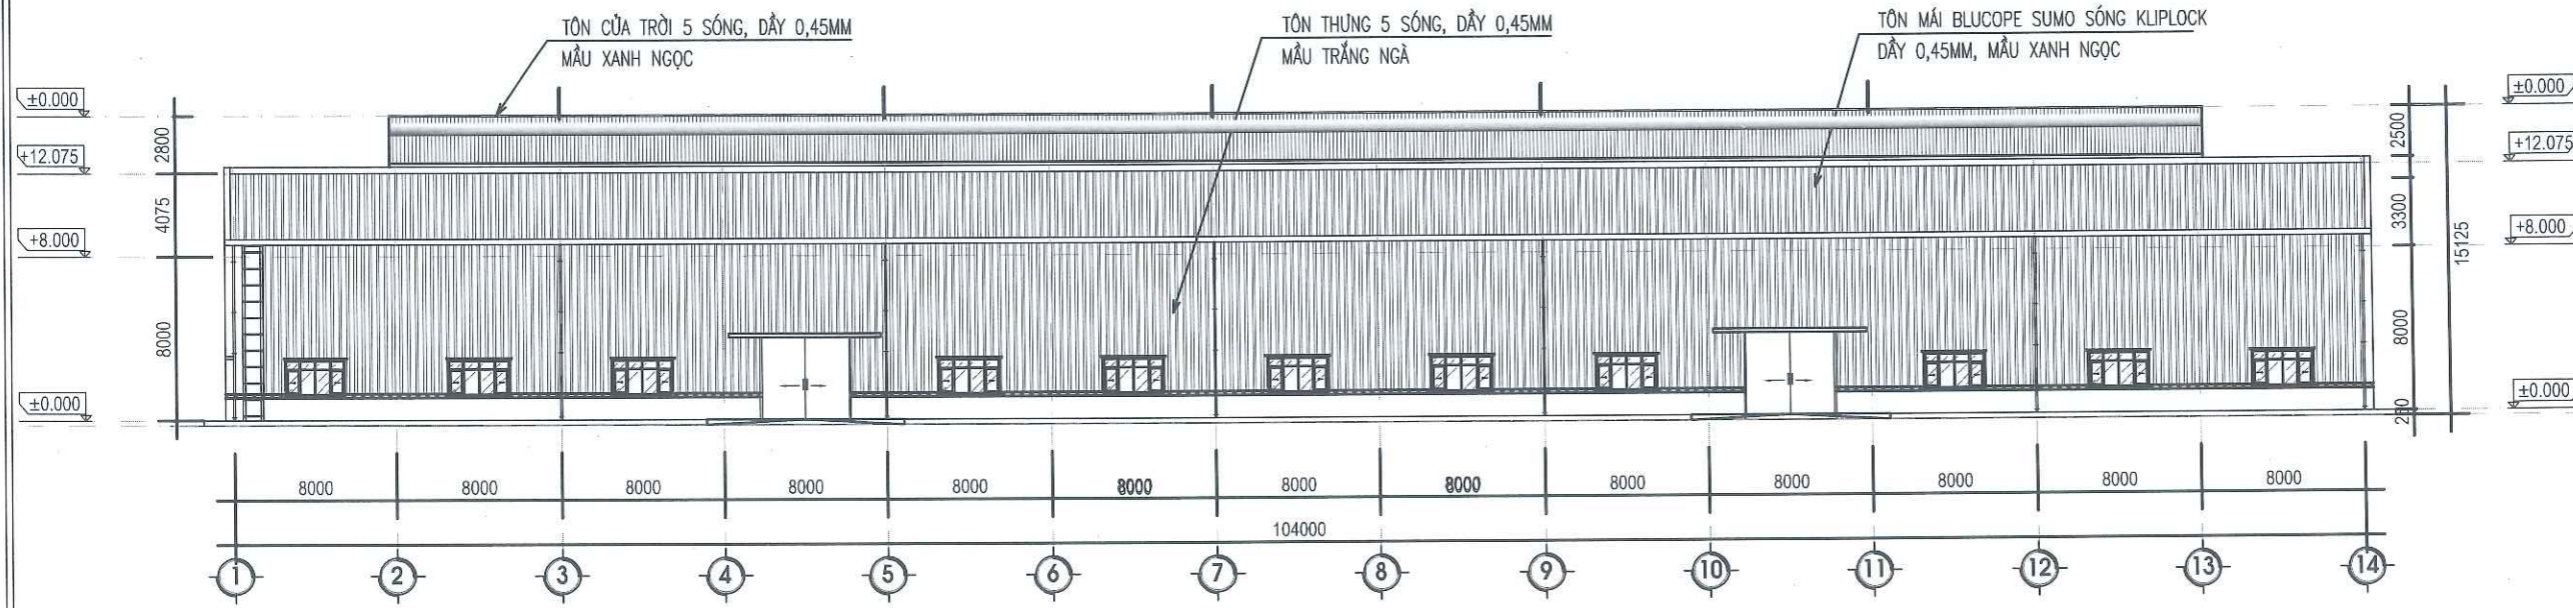 TÔN CỦA TRỜI 5 SÓNG, DẦY 0,45MM
MẦU XANH NGỌC
TÔN THƯNG 5 SÓNG, DẦY 0,45MM
MẦU TRẮNG NGÀ
TÔN MÁI BLUCOPE SUMO SÓNG KLIPLOCK
DẦY 0,45MM, MẦU XANH NGỌC
±0.000
+12.075
+8.000
±0.000
2800
4075
8000
2500
3300
8000
15125
±0.000
+12.075
+8.000
±0.000
8000 8000 8000 8000 8000 8000 8000 8000 8000 8000 8000 8000 8000
104000
1 2 3 4 5 6 7 8 9 10 11 12 13 14